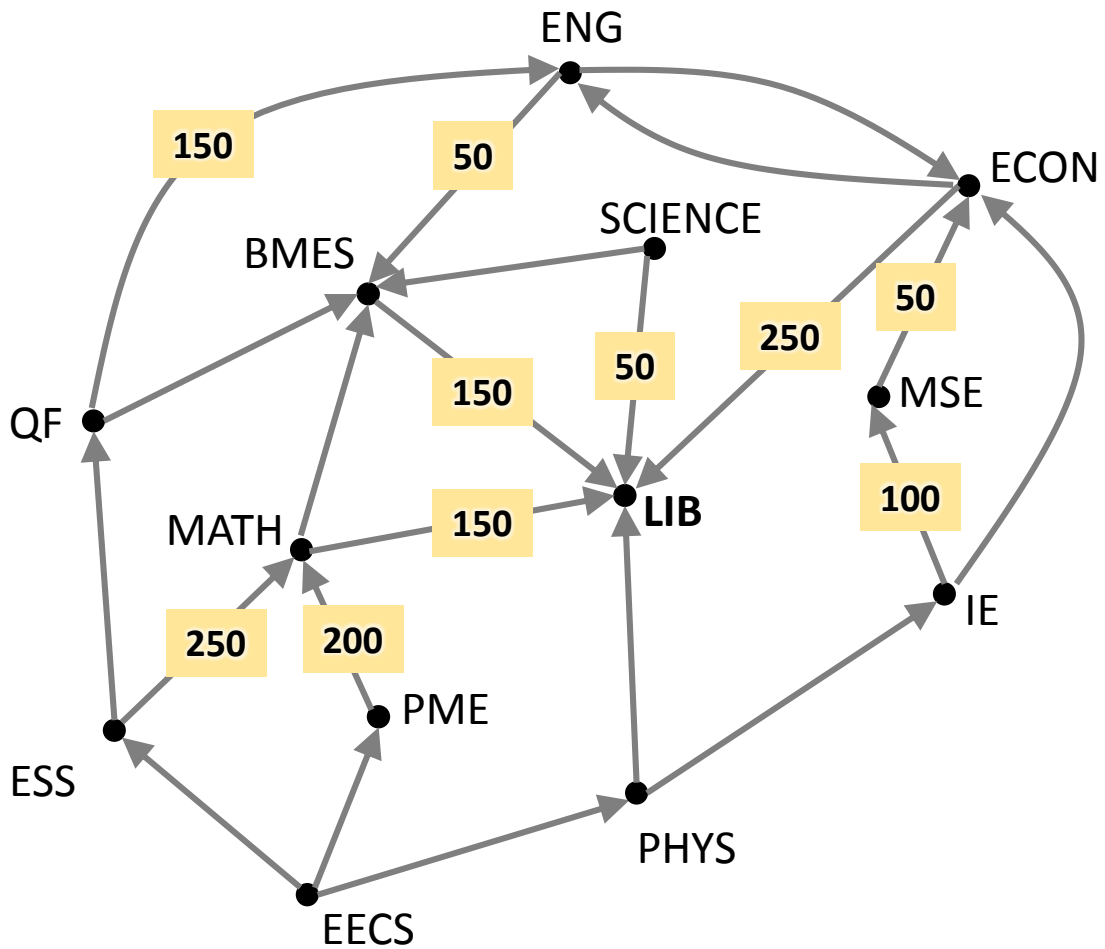 ENG
150
50
ECON
SCIENCE
BMES
50
250
50
150
MSE
QF
100
LIB
150
MATH
IE
250
200
PME
ESS
PHYS
EECS